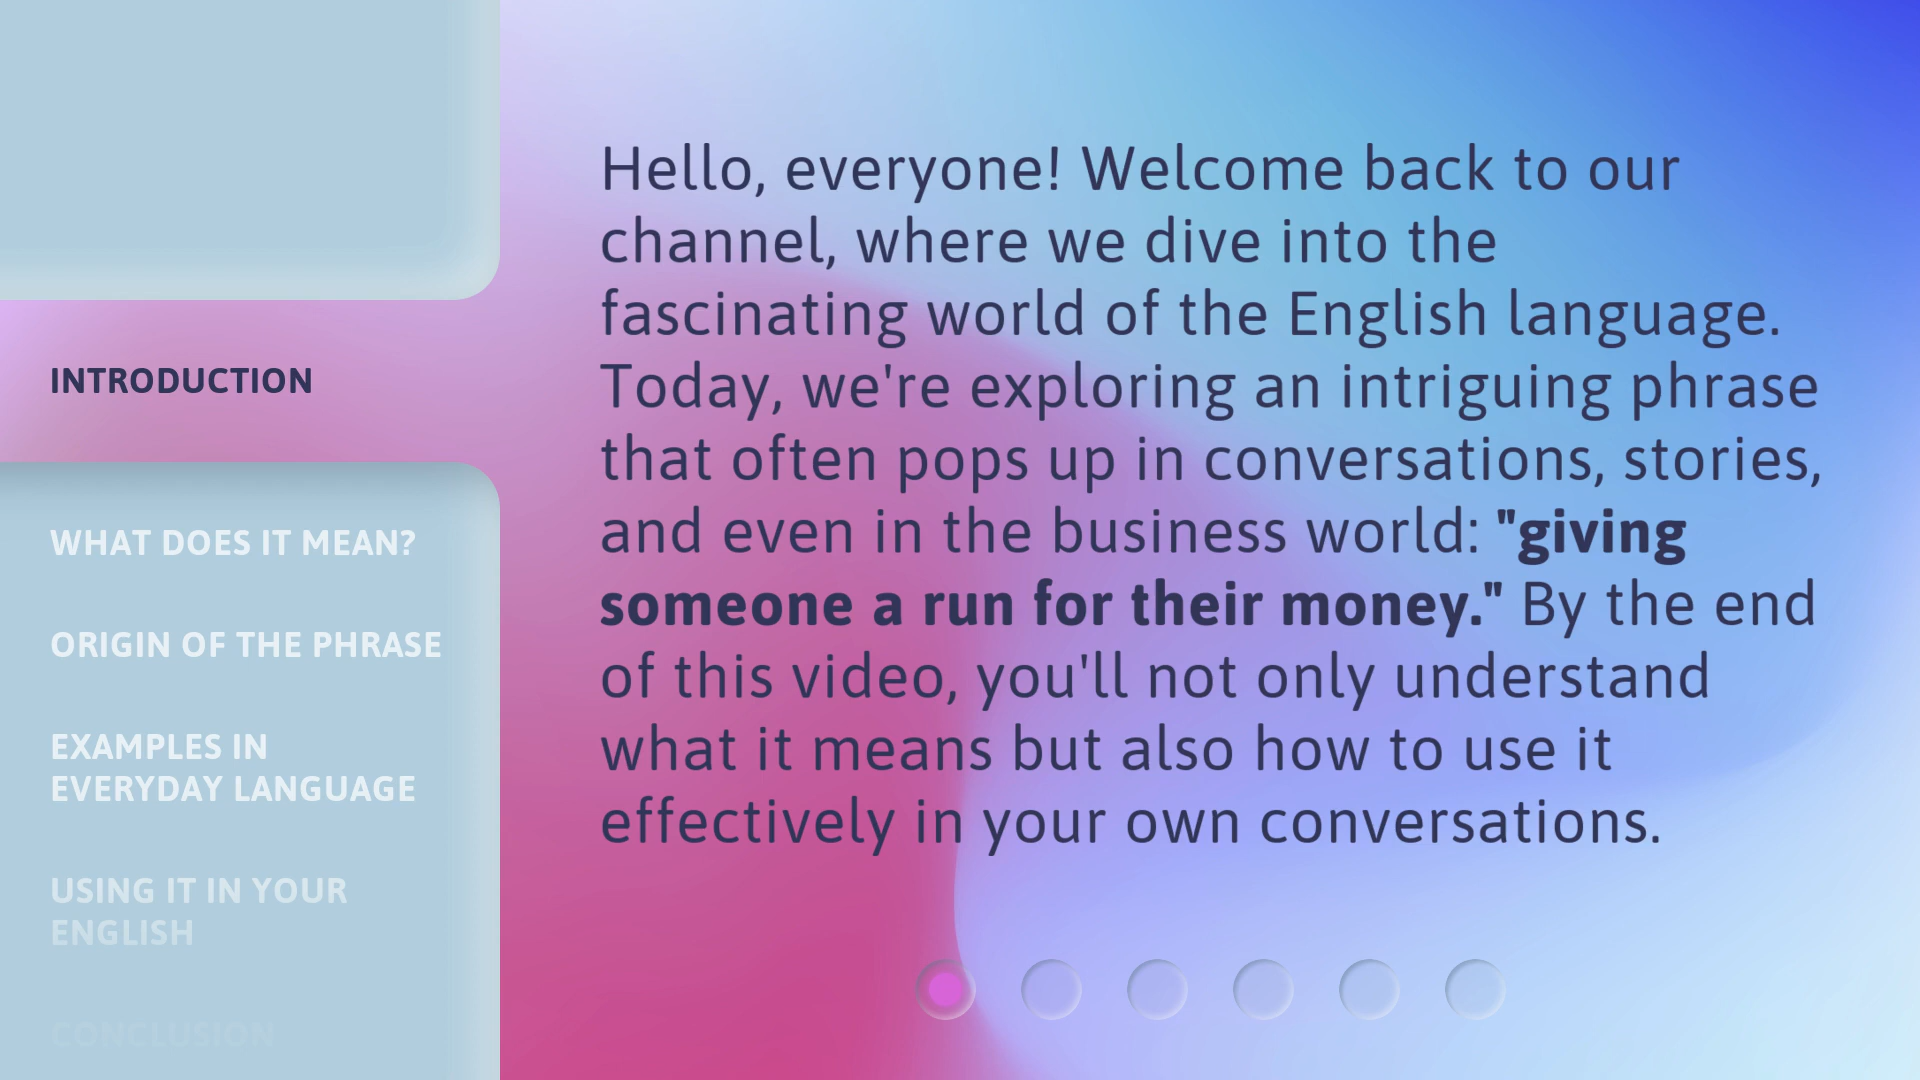 INTRODUCTION
WHAT DOES IT MEAN?
ORIGIN OF THE PHRASE
EXAMPLES IN
EVERYDAY LANGUAGE
USING IT IN YOUR
ENGLISH
CONCLUSION
Hello, everyone! Welcome back to our
channel, where we dive into the
fascinating world of the English language.
Today, we're exploring an intriguing phrase
that often pops up in conversations, stories,
and even in the business world: "giving
someone a run for their money." By the end
of this video, you'll not only understand
what it means but also how to use it
effectively in your own conversations.